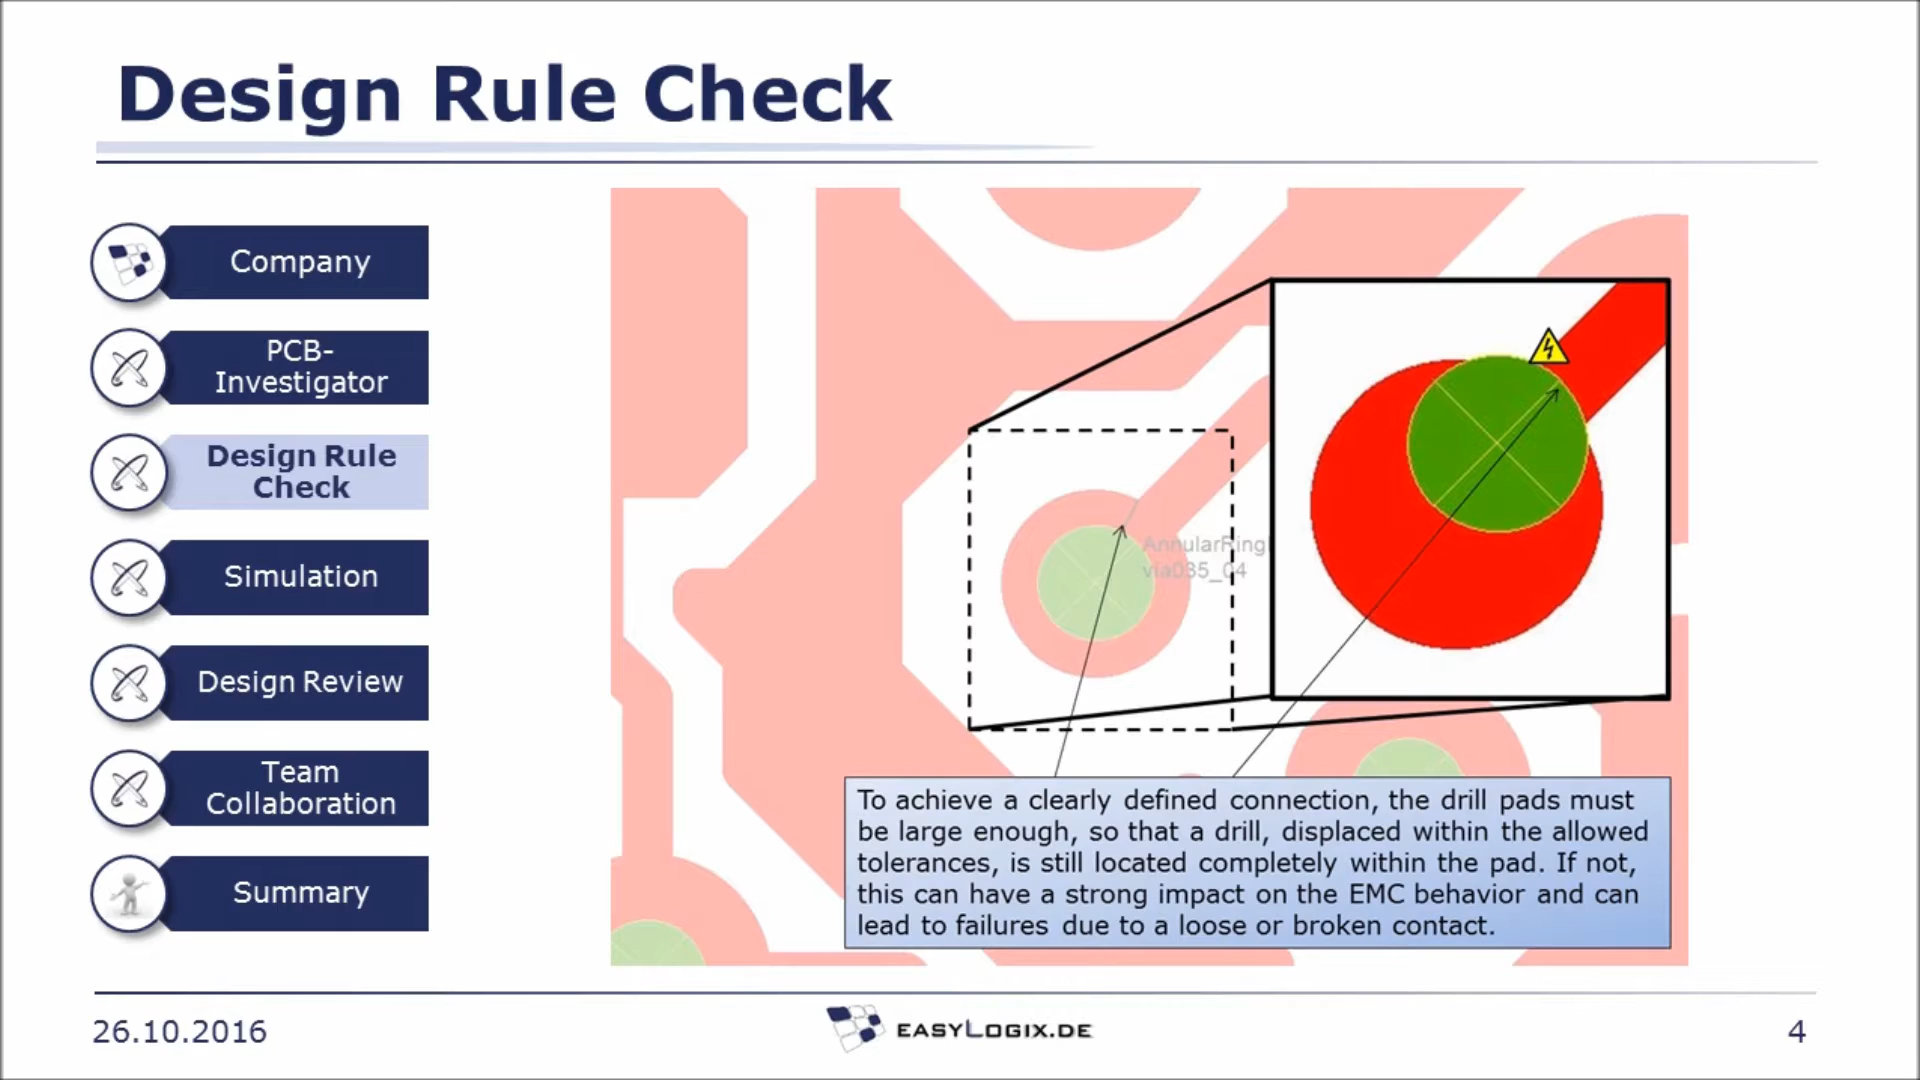 Design Rule Check
Company
PCB-
Investigator
Design Rule
Check
Simulation
Design Review
Team
Collaboration
Summary
AnnularRing
via035_04
To achieve a clearly defined connection, the drill pads must
be large enough, so that a drill, displaced within the allowed
tolerances, is still located completely within the pad. If not,
this can have a strong impact on the EMC behavior and can
lead to failures due to a loose or broken contact.
26.10.2016
EASYLOGIX.DE
4